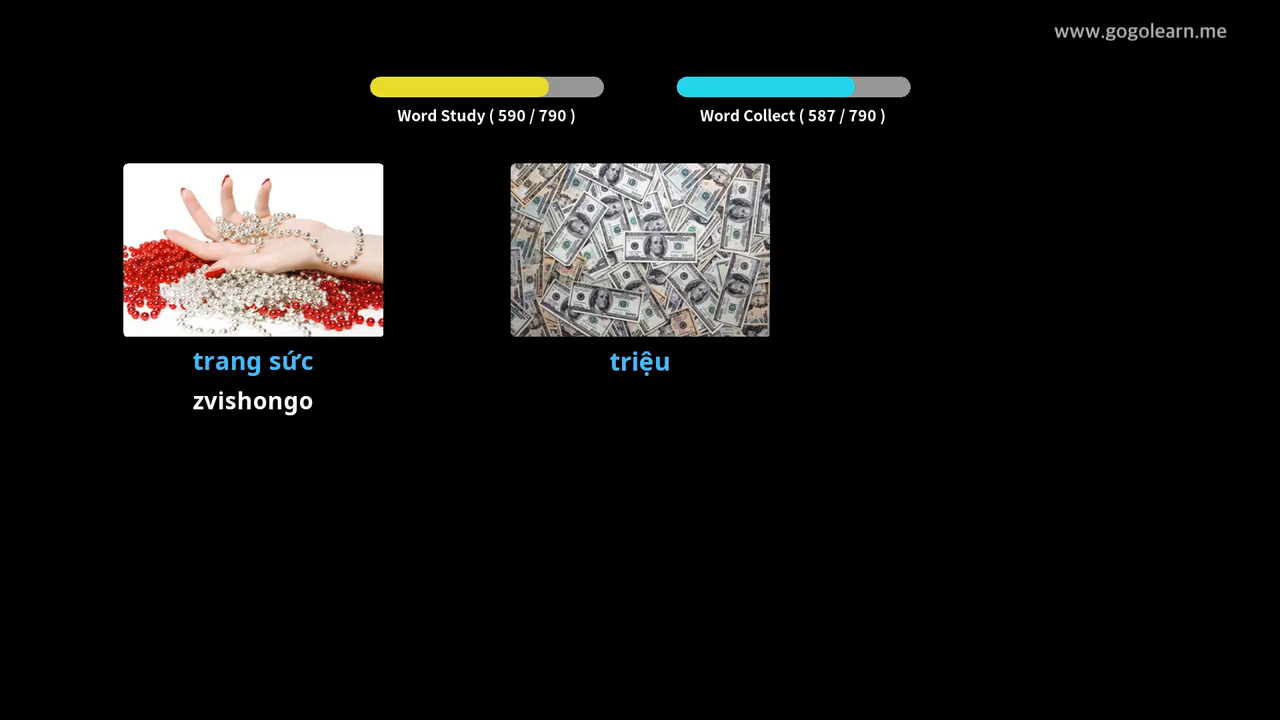 www.gogolearn.me
Word Study ( 590 / 790 )
Word Collect ( 587 / 790 )
trang sức
zvishongo
triệu